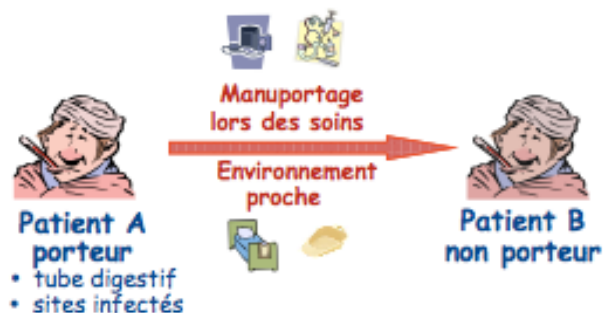 Manuportage
lors des soins
Environnement
proche
Patient A
porteur
• tube digestif
• sites infectés
Patient B
non porteur